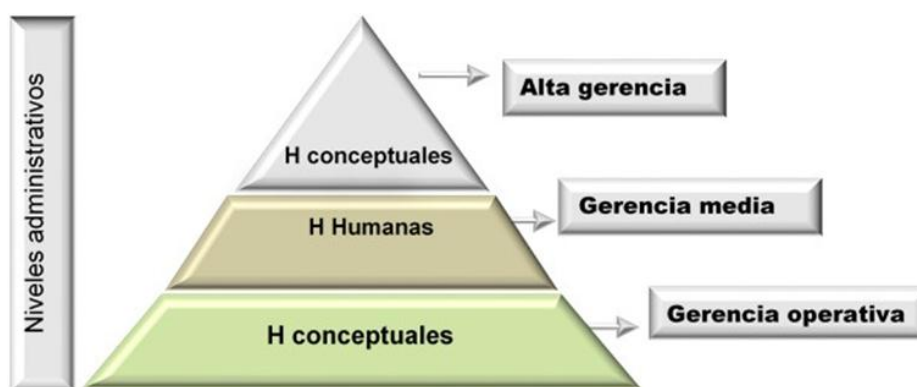 Niveles administrativos
H conceptuales
Alta gerencia
H Humanas
Gerencia media
H conceptuales
Gerencia operativa